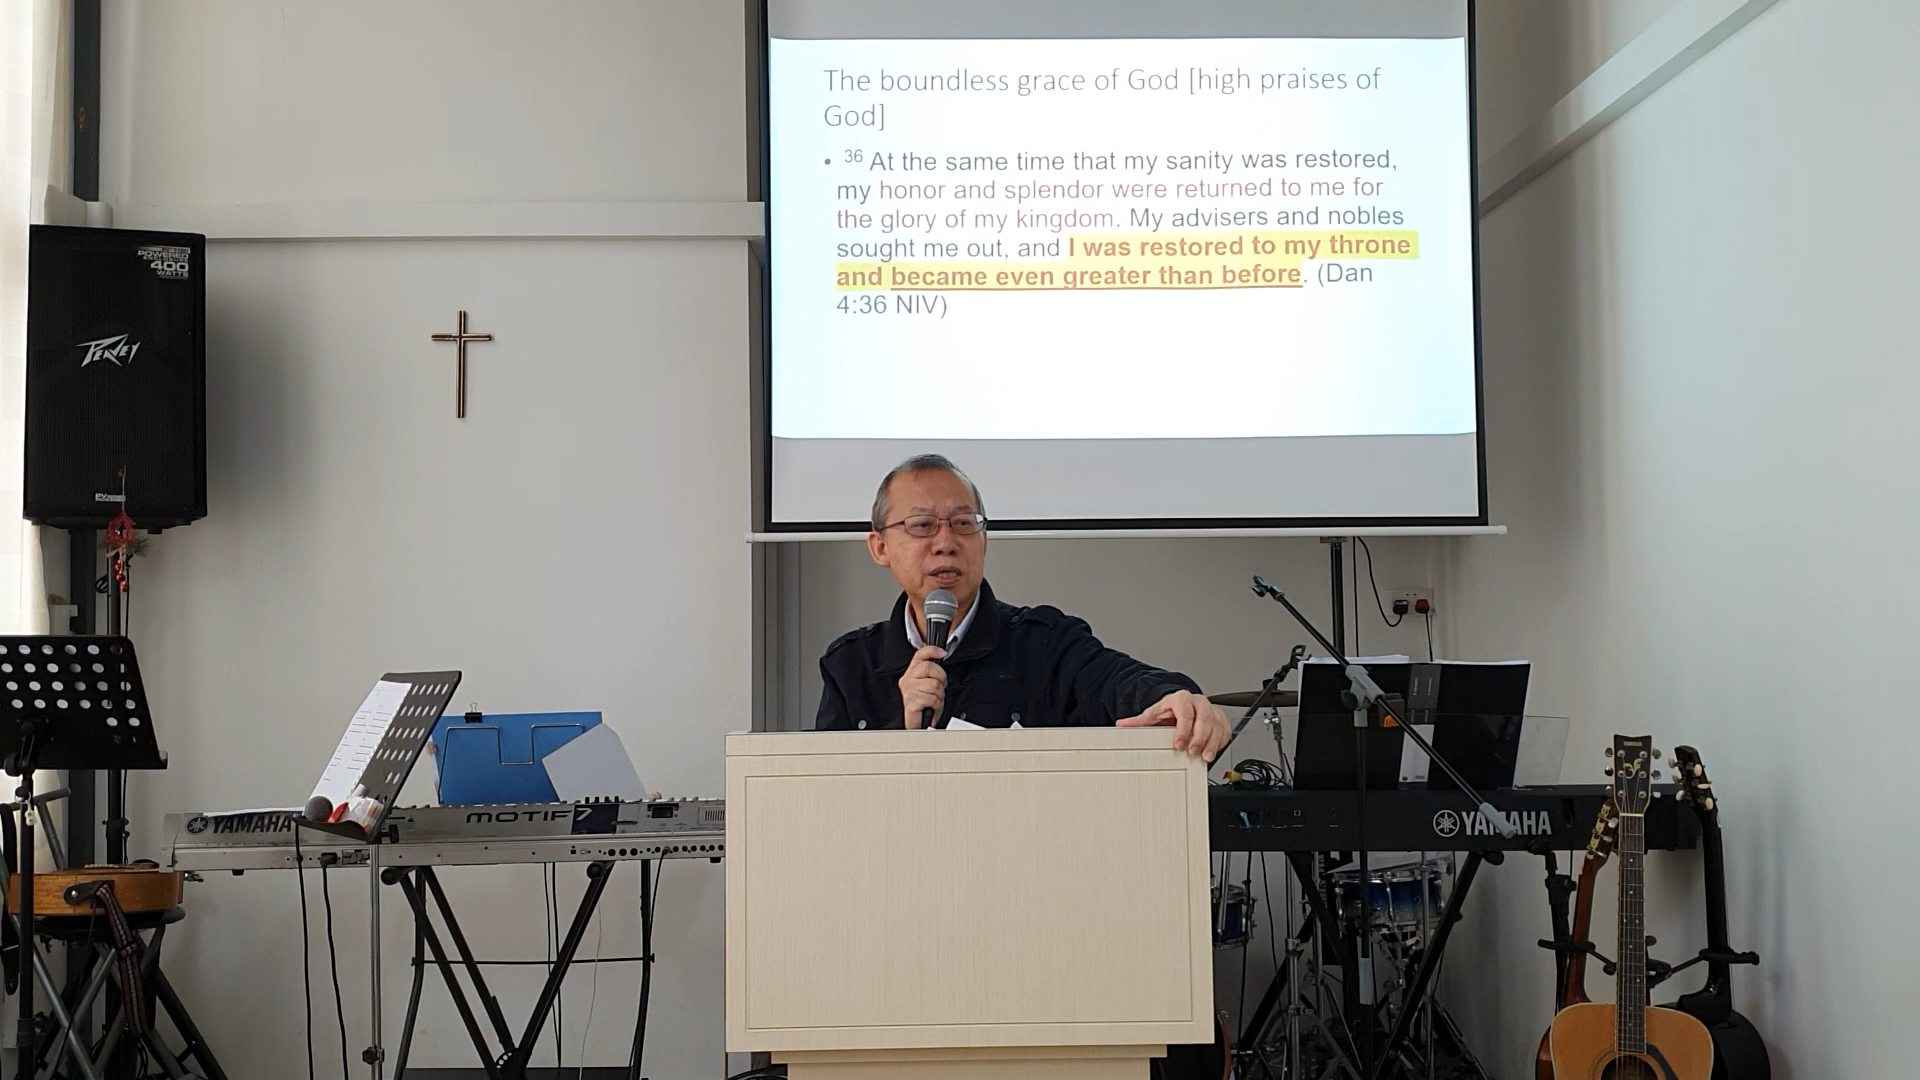 The boundless grace of God [high praises of
God]
• 36 At the same time that my sanity was restored,
my honor and splendor were returned to me for
the glory of my kingdom. My advisers and nobles
sought me out, and I was restored to my throne
and became even greater than before. (Dan
4:36 NIV)
POWERED
400
WATTS
PEAVEY
YAMAHA
MOTIF 7
YAMAHA